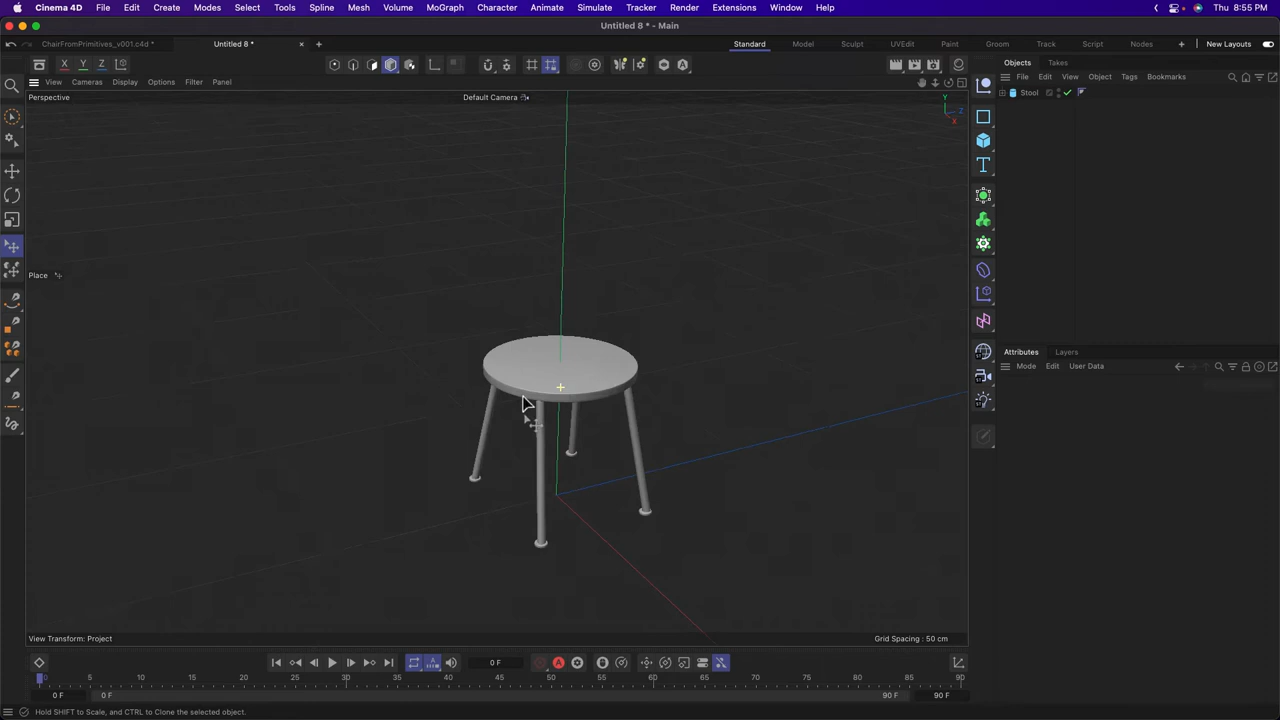 Cinema 4D File Edit Create Modes Select Tools Spline Mesh Volume MoGraph Character Animate Simulate Tracker Render Extensions Window Help Thu 8:55 PM
Untitled 8 * - Main
ChairFromPrimitives_v001.c4d * Untitled 8 * Standard Model Sculpt UVEdit Paint Groom Track Script Nodes New Layouts
X Y Z Objects Takes
View Cameras Display Options Filter Panel File Edit View Object Tags Bookmarks
Perspective Default Camera Stool
Y Z X
Place
Attributes Layers
Mode Edit User Data
View Transform: Project Grid Spacing : 50 cm
0 F
0 5 10 15 20 25 30 35 40 45 50 55 60 65 70 75 80 85 90
0 F 0 F 90 F 90 F
Hold SHIFT to Scale, and CTRL to Clone the selected object.